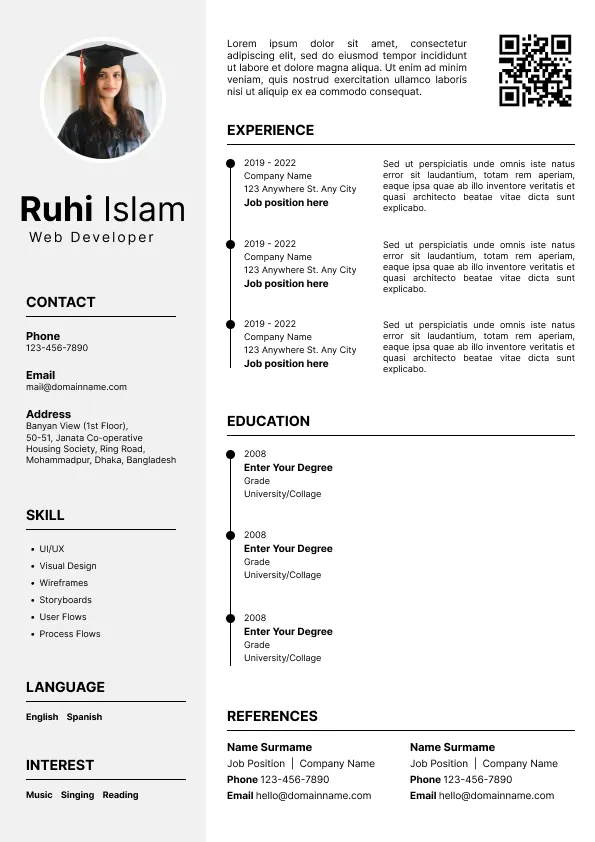 Ruhi Islam
Web Developer
CONTACT
Phone
123-456-7890
Email
mail@domainname.com
Address
Banyan View (1st Floor),
50-51, Janata Co-operative
Housing Society, Ring Road,
Mohammadpur, Dhaka, Bangladesh
SKILL
• UI/UX
• Visual Design
• Wireframes
• Storyboards
• User Flows
• Process Flows
LANGUAGE
English Spanish
INTEREST
Music Singing Reading
Lorem ipsum dolor sit amet, consectetur
adipiscing elit, sed do eiusmod tempor incididunt
ut labore et dolore magna aliqua. Ut enim ad minim
veniam, quis nostrud exercitation ullamco laboris
nisi ut aliquip ex ea commodo consequat.
EXPERIENCE
2019 - 2022
Company Name
123 Anywhere St. Any City
Job position here
Sed ut perspiciatis unde omnis iste natus
error sit laudantium, totam rem aperiam,
eaque ipsa quae ab illo inventore veritatis et
quasi architecto beatae vitae dicta sunt
explicabo.
2019 - 2022
Company Name
123 Anywhere St. Any City
Job position here
Sed ut perspiciatis unde omnis iste natus
error sit laudantium, totam rem aperiam,
eaque ipsa quae ab illo inventore veritatis et
quasi architecto beatae vitae dicta sunt
explicabo.
2019 - 2022
Company Name
123 Anywhere St. Any City
Job position here
Sed ut perspiciatis unde omnis iste natus
error sit laudantium, totam rem aperiam,
eaque ipsa quae ab illo inventore veritatis et
quasi architecto beatae vitae dicta sunt
explicabo.
EDUCATION
2008
Enter Your Degree
Grade
University/Collage
2008
Enter Your Degree
Grade
University/Collage
2008
Enter Your Degree
Grade
University/Collage
REFERENCES
Name Surname
Job Position | Company Name
Phone 123-456-7890
Email hello@domainname.com
Name Surname
Job Position | Company Name
Phone 123-456-7890
Email hello@domainname.com